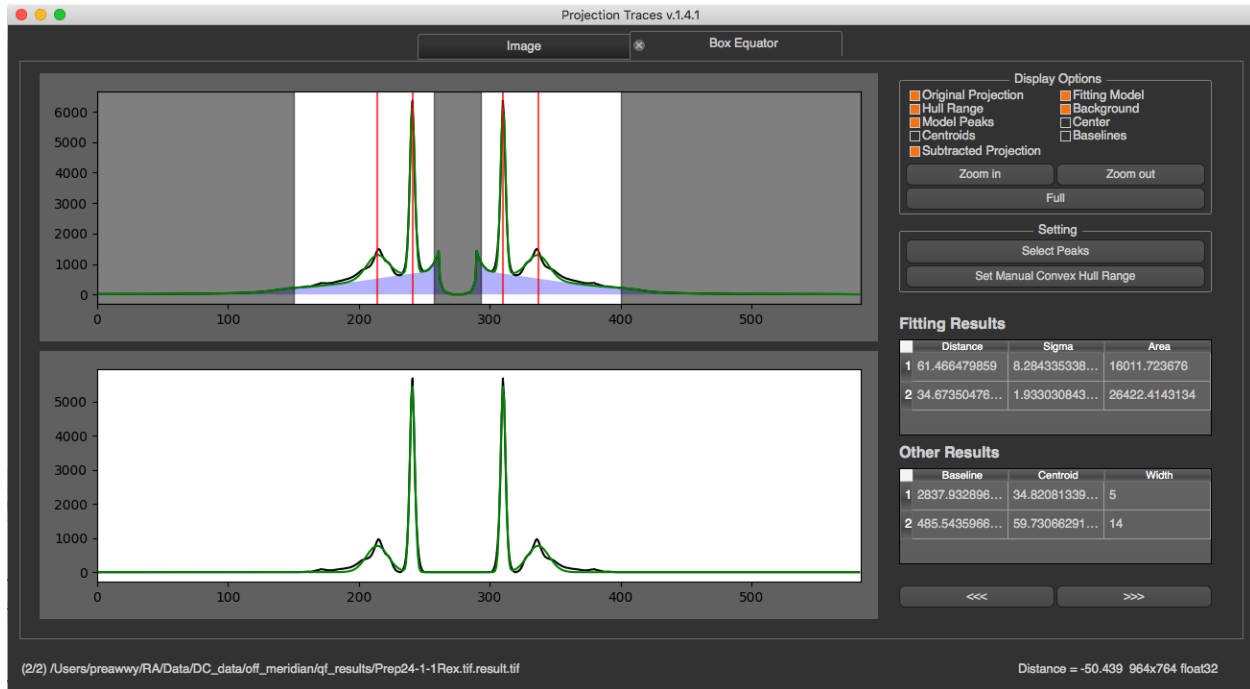 Projection Traces v.1.4.1
Image
Box Equator
6000
5000
4000
3000
2000
1000
0
0 100 200 300 400 500
5000
4000
3000
2000
1000
0
0 100 200 300 400 500
Display Options
Original Projection Fitting Model
Hull Range Background
Model Peaks Center
Centroids Baselines
Subtracted Projection
Zoom in Zoom out
Full
Setting
Select Peaks
Set Manual Convex Hull Range
Fitting Results
Distance Sigma Area
1 61.466479859 8.284335338... 16011.723676
2 34.67350476... 1.933030843... 26422.4143134
Other Results
Baseline Centroid Width
1 2837.932896... 34.82081339... 5
2 485.5435966... 59.73066291... 14
<<< >>>
(2/2) /Users/preawwy/RA/Data/DC_data/off_meridian/qf_results/Prep24-1-1Rex.tif.result.tif
Distance = -50.439 964x764 float32